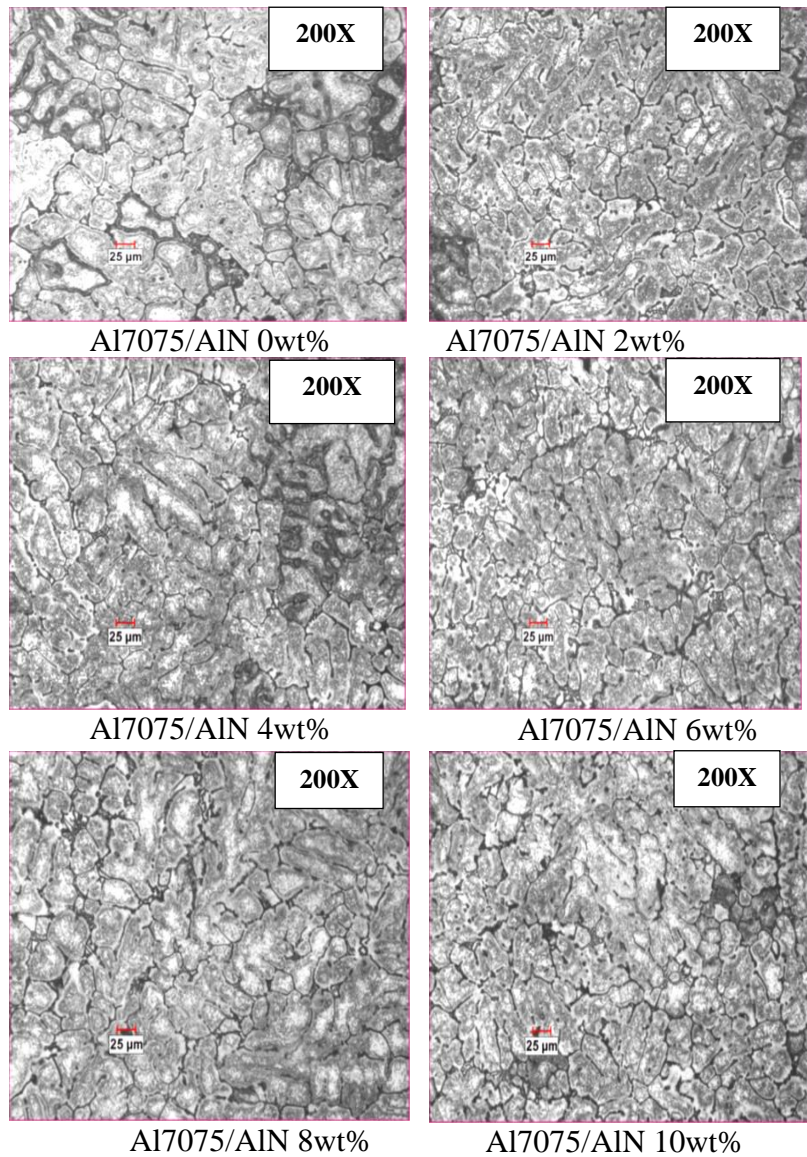 200X
200X
25 µm
25 µm
Al7075/AlN 0wt%
Al7075/AlN 2wt%
200X
200X
25 µm
25 µm
Al7075/AlN 4wt%
Al7075/AlN 6wt%
200X
200X
25 µm
25 µm
Al7075/AlN 8wt%
Al7075/AlN 10wt%